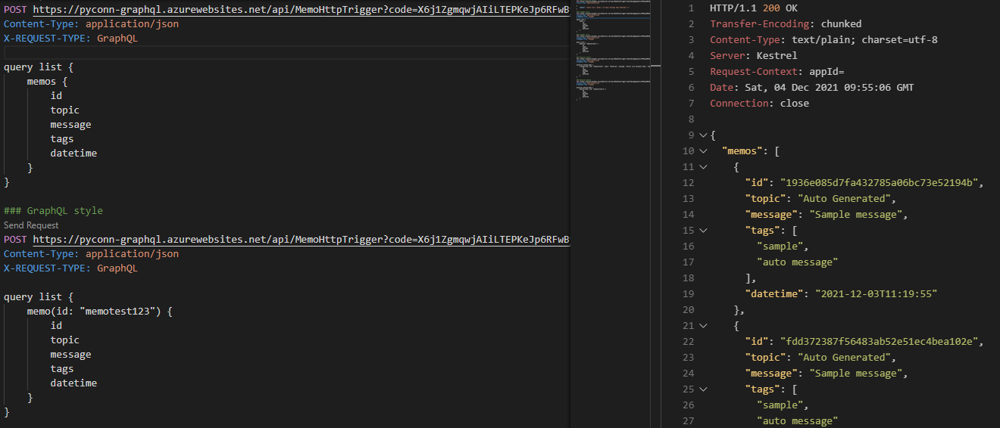 POST https://pyconn-graphql.azurewebsites.net/api/MemoHttpTrigger?code=X6j1ZgmqwjAIiLTEPKeJp6RFwB
Content-Type: application/json
X-REQUEST-TYPE: GraphQL
query list {
memos {
id
topic
message
tags
datetime
}
}
### GraphQL style
Send Request
POST https://pyconn-graphql.azurewebsites.net/api/MemoHttpTrigger?code=X6j1ZgmqwjAIiLTEPKeJp6RFwB
Content-Type: application/json
X-REQUEST-TYPE: GraphQL
query list {
memo(id: "memotest123") {
id
topic
message
tags
datetime
}
}
1 HTTP/1.1 200 OK
2 Transfer-Encoding: chunked
3 Content-Type: text/plain; charset=utf-8
4 Server: Kestrel
5 Request-Context: appId=
6 Date: Sat, 04 Dec 2021 09:55:06 GMT
7 Connection: close
8
9 {
10 "memos": [
11 {
12 "id": "1936e085d7fa432785a06bc73e52194b",
13 "topic": "Auto Generated",
14 "message": "Sample message",
15 "tags": [
16 "sample",
17 "auto message"
18 ],
19 "datetime": "2021-12-03T11:19:55"
20 },
21 {
22 "id": "fdd372387f56483ab52e51ec4bea102e",
23 "topic": "Auto Generated",
24 "message": "Sample message",
25 "tags": [
26 "sample",
27 "auto message"